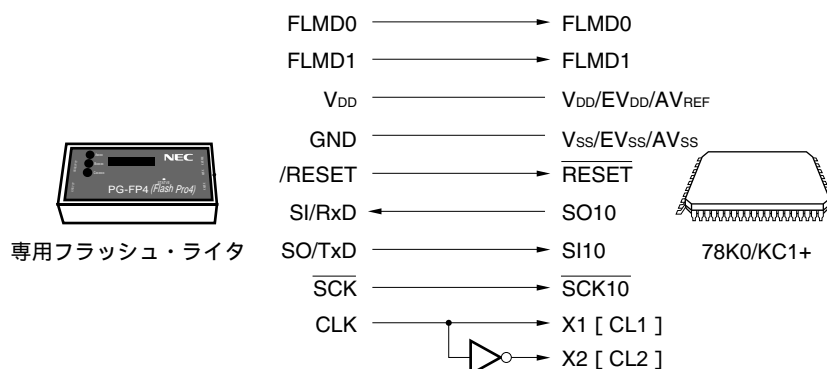 FLMD0 FLMD0
FLMD1 FLMD1
VDD VDD/EVDD/AVREF
GND VSS/EVSS/AVSS
/RESET RESET
SI/RxD SO10
SO/TxD SI10
SCK SCK10
CLK X1 [ CL1 ]
X2 [ CL2 ]
NEC
PG-FP4 (Flash Pro4)
専用フラッシュ・ライタ
78K0/KC1+